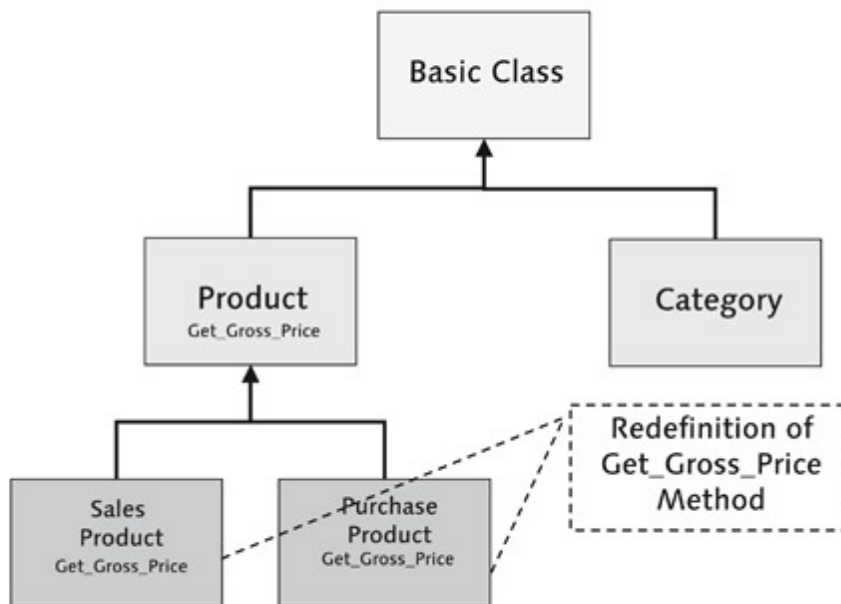 Basic Class
Product
Get_Gross_Price
Category
Redefinition of
Get_Gross_Price
Method
Sales
Product
Get_Gross_Price
Purchase
Product
Get_Gross_Price